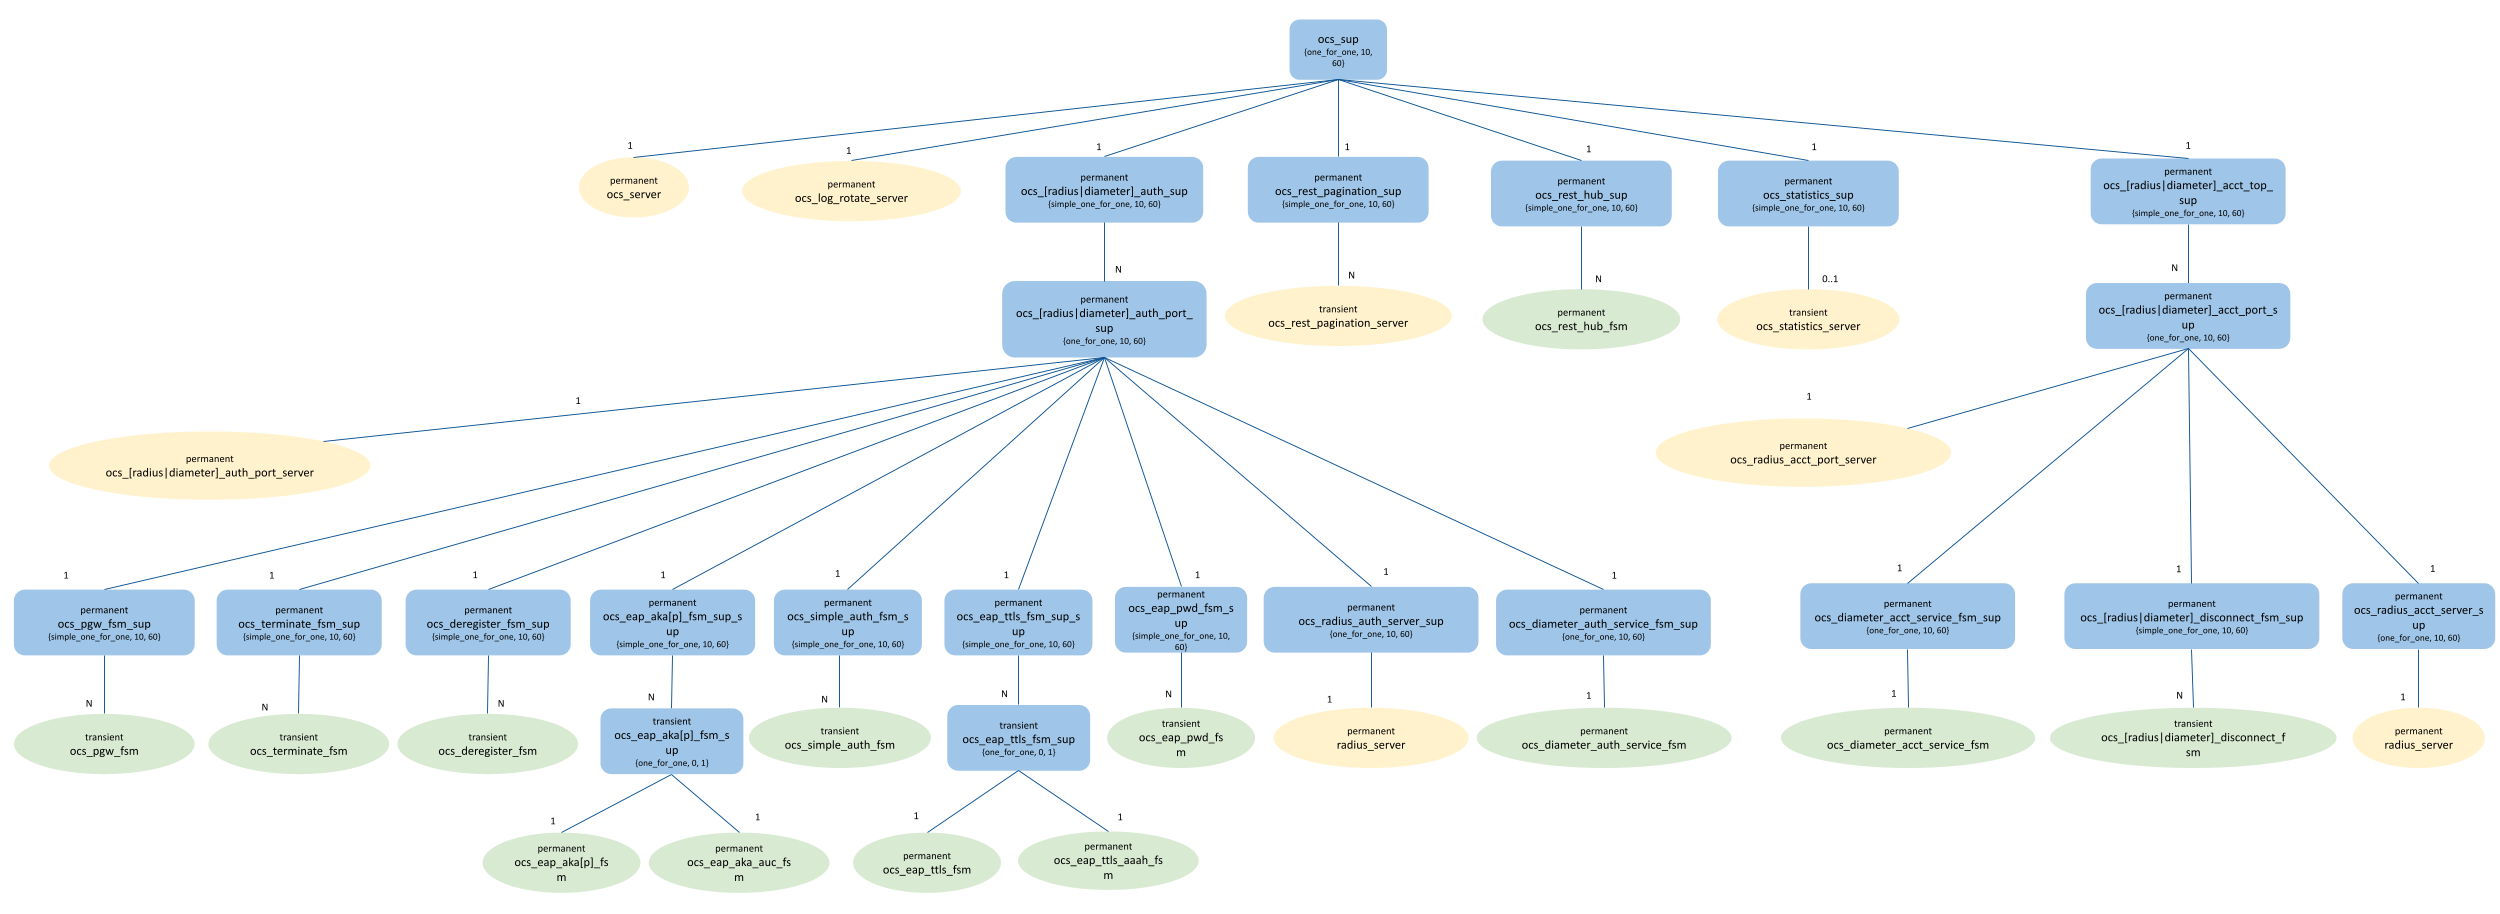 ocs_sup
{one_for_one, 10,
60}
1
1
1
1
1
1
1
permanent
ocs_server
permanent
ocs_log_rotate_server
permanent
ocs_[radius|diameter]_auth_sup
{simple_one_for_one, 10, 60}
permanent
ocs_rest_pagination_sup
{simple_one_for_one, 10, 60}
permanent
ocs_rest_hub_sup
{simple_one_for_one, 10, 60}
permanent
ocs_statistics_sup
{simple_one_for_one, 10, 60}
permanent
ocs_[radius|diameter]_acct_top_
sup
{simple_one_for_one, 10, 60}
N
N
N
0..1
N
permanent
ocs_[radius|diameter]_auth_port_
sup
{one_for_one, 10, 60}
transient
ocs_rest_pagination_server
permanent
ocs_rest_hub_fsm
transient
ocs_statistics_server
permanent
ocs_[radius|diameter]_acct_port_s
up
{one_for_one, 10, 60}
1
1
permanent
ocs_[radius|diameter]_auth_port_server
permanent
ocs_radius_acct_port_server
1
1
1
1
1
1
1
1
1
1
1
1
permanent
ocs_pgw_fsm_sup
{simple_one_for_one, 10, 60}
permanent
ocs_terminate_fsm_sup
{simple_one_for_one, 10, 60}
permanent
ocs_deregister_fsm_sup
{simple_one_for_one, 10, 60}
permanent
ocs_eap_aka[p]_fsm_sup_s
up
{simple_one_for_one, 10, 60}
permanent
ocs_simple_auth_fsm_s
up
{simple_one_for_one, 10, 60}
permanent
ocs_eap_ttls_fsm_sup_s
up
{simple_one_for_one, 10, 60}
permanent
ocs_eap_pwd_fsm_s
up
{simple_one_for_one, 10,
60}
permanent
ocs_radius_auth_server_sup
{one_for_one, 10, 60}
permanent
ocs_diameter_auth_service_fsm_sup
{one_for_one, 10, 60}
permanent
ocs_diameter_acct_service_fsm_sup
{one_for_one, 10, 60}
permanent
ocs_[radius|diameter]_disconnect_fsm_sup
{simple_one_for_one, 10, 60}
permanent
ocs_radius_acct_server_s
up
{one_for_one, 10, 60}
N
N
N
N
N
N
N
1
1
1
N
1
transient
ocs_pgw_fsm
transient
ocs_terminate_fsm
transient
ocs_deregister_fsm
transient
ocs_eap_aka[p]_fsm_s
up
{one_for_one, 0, 1}
transient
ocs_simple_auth_fsm
transient
ocs_eap_ttls_fsm_sup
{one_for_one, 0, 1}
transient
ocs_eap_pwd_fs
m
permanent
radius_server
permanent
ocs_diameter_auth_service_fsm
permanent
ocs_diameter_acct_service_fsm
transient
ocs_[radius|diameter]_disconnect_f
sm
permanent
radius_server
1
1
1
1
permanent
ocs_eap_aka[p]_fs
m
permanent
ocs_eap_aka_auc_fs
m
permanent
ocs_eap_ttls_fsm
permanent
ocs_eap_ttls_aaah_fs
m